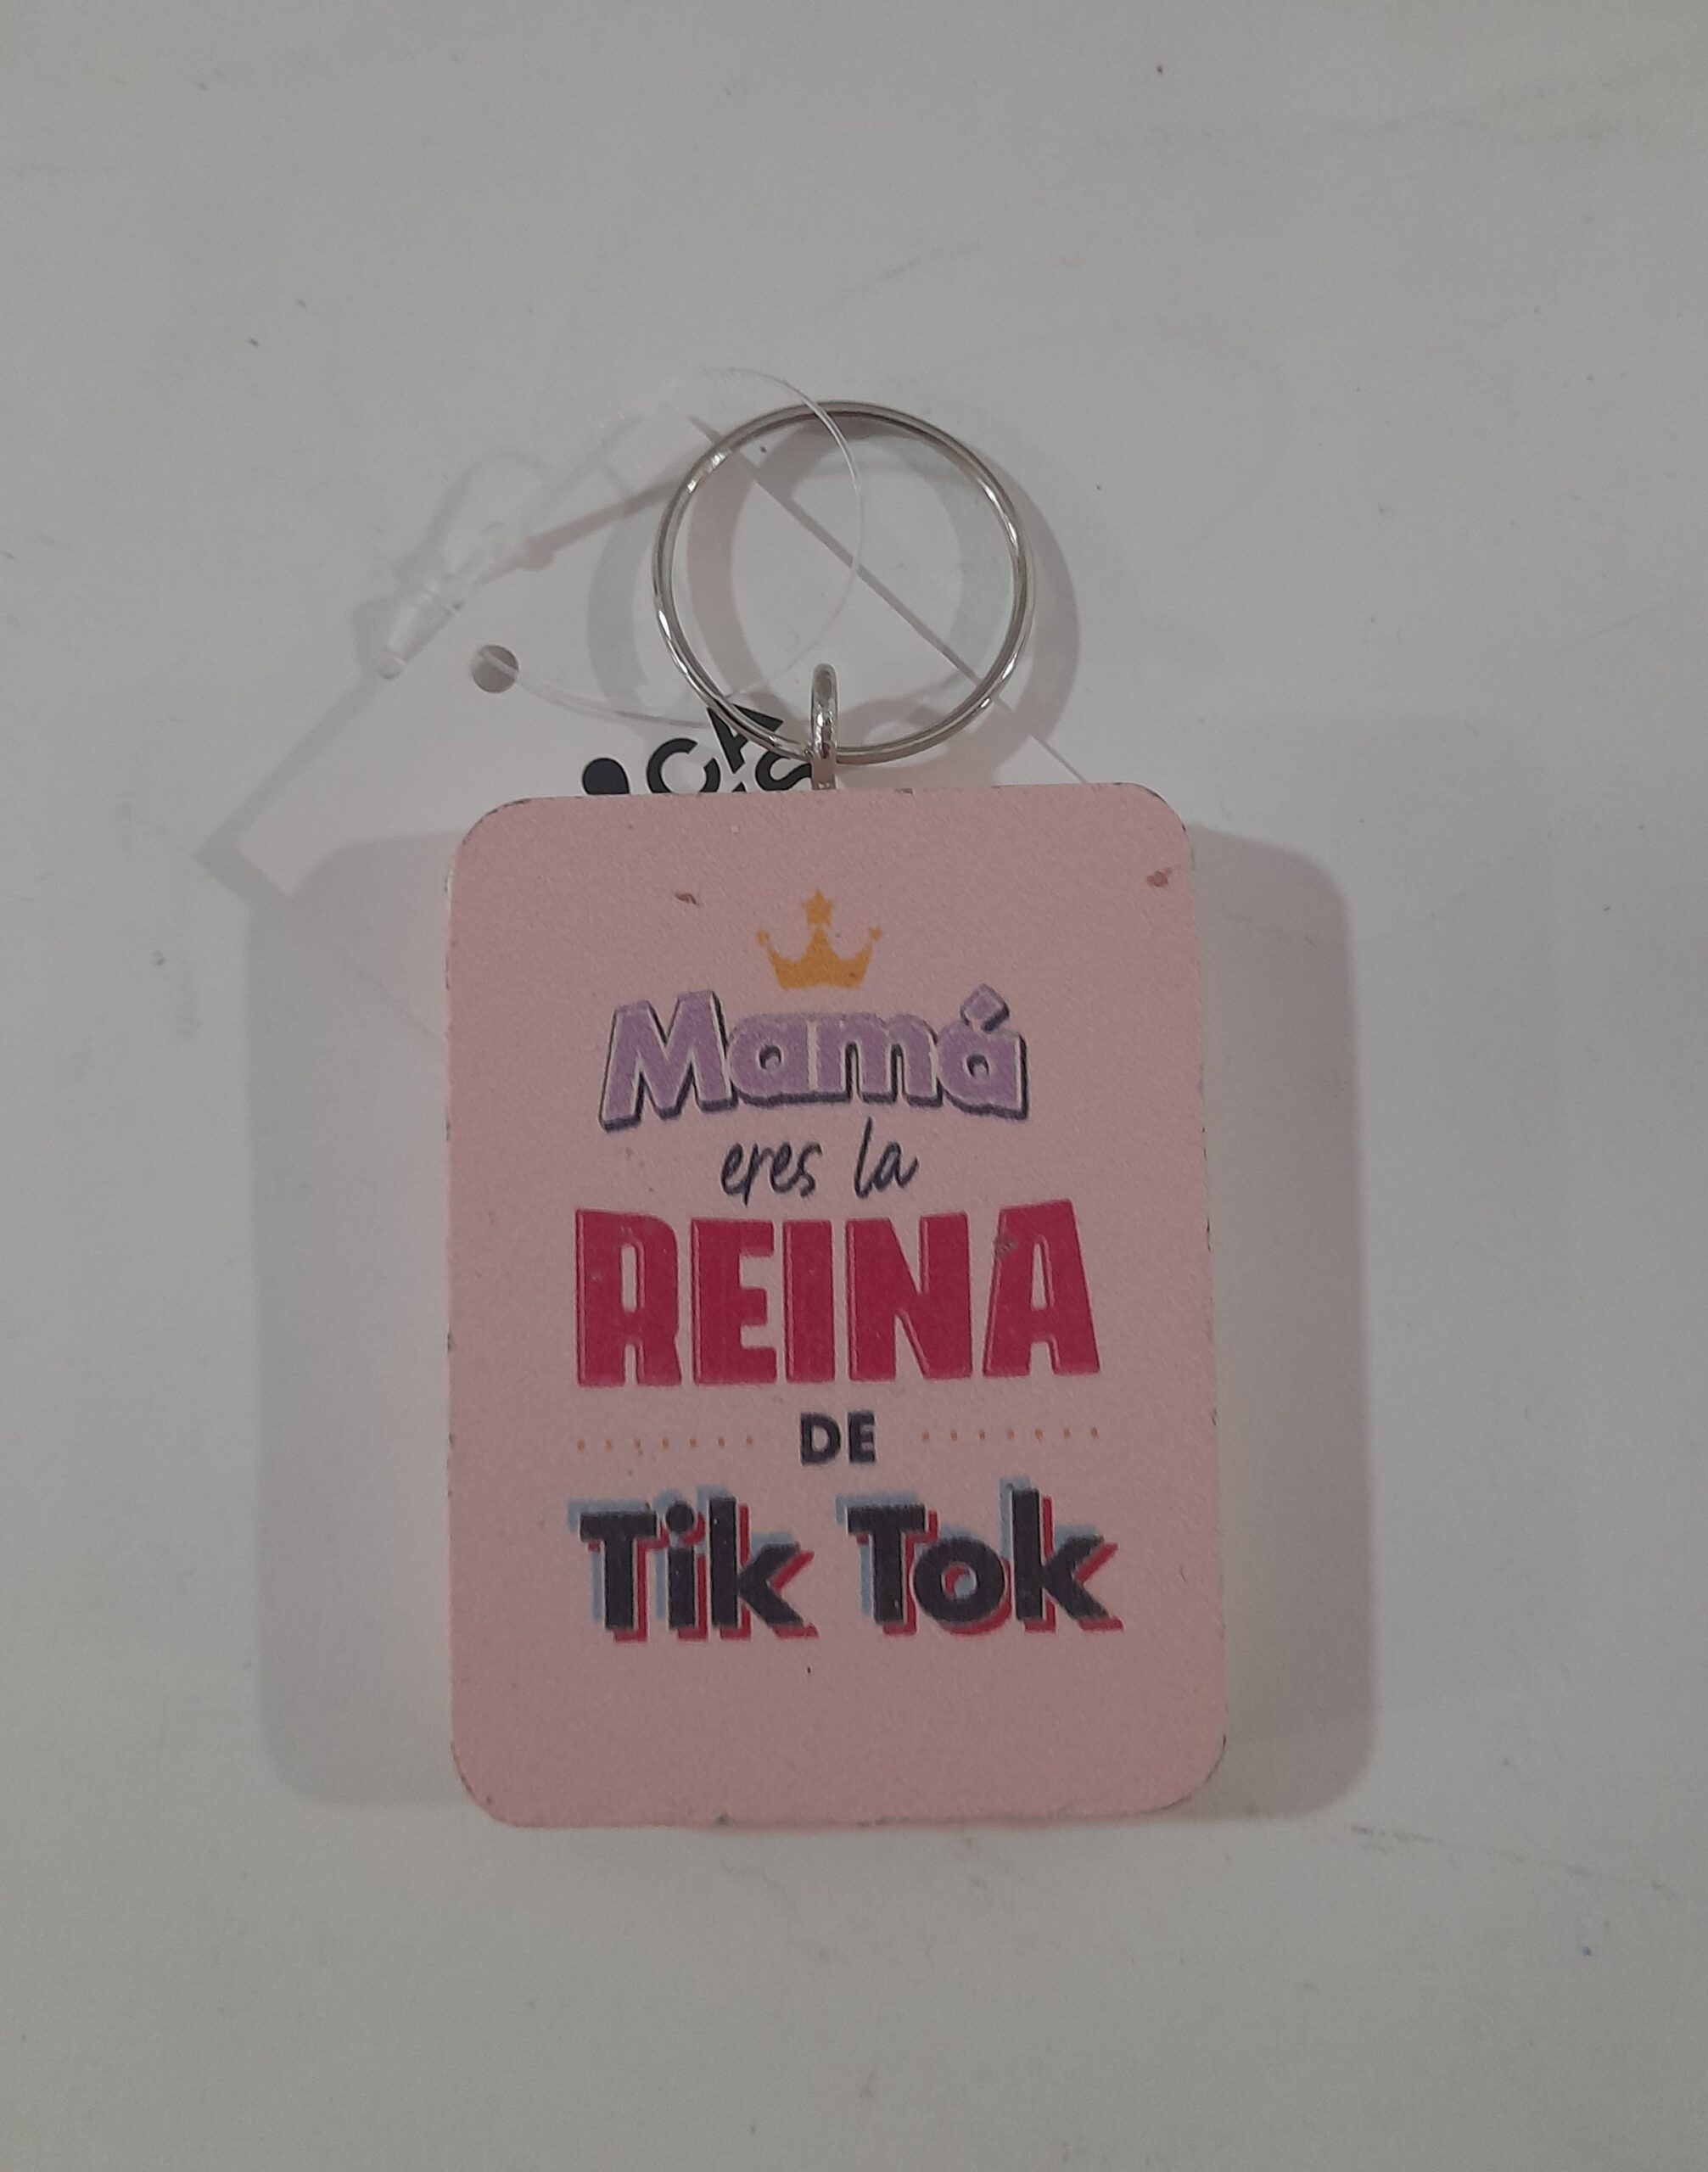 Mamá
eres la
REINA
DE
Tik Tok